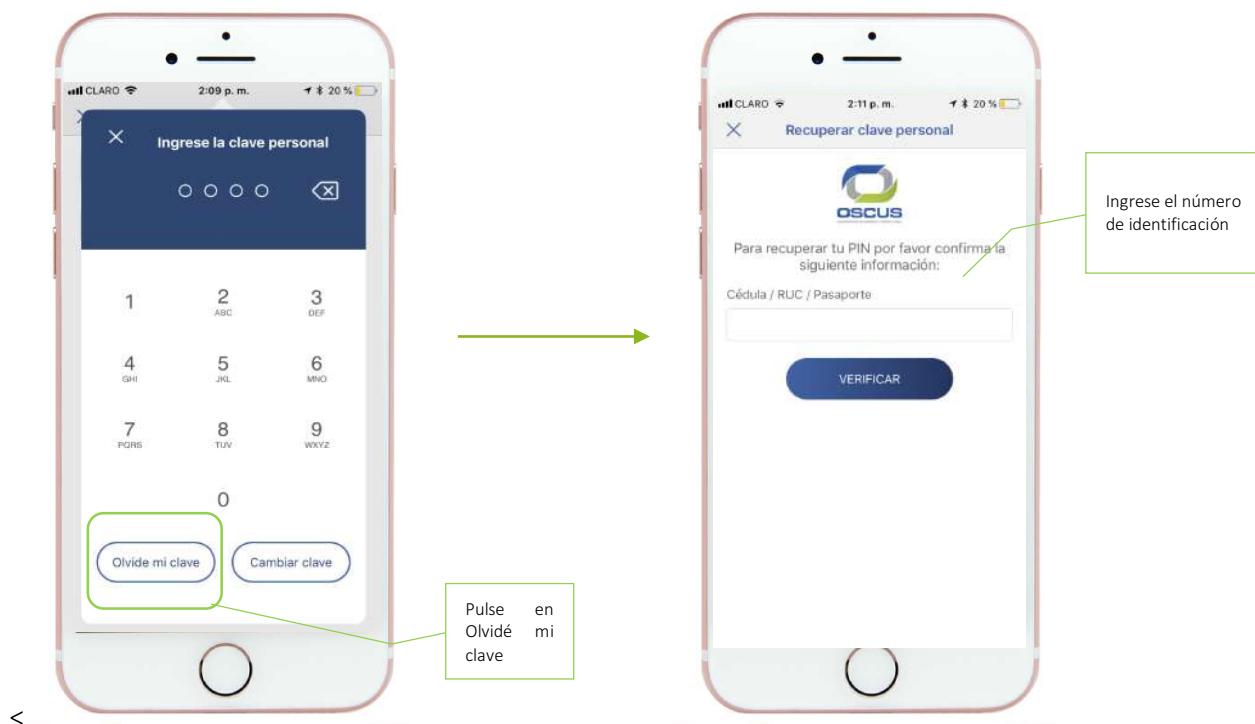 CLARO 2:09 p. m. 20 %
Ingrese la clave personal
1 2 3
ABC DEF
4 5 6
GHI JKL MNO
7 8 9
PQRS TUV WXYZ
0
Olvide mi clave Cambiar clave
Pulse en
Olvidé mi
clave
CLARO 2:11 p. m. 20 %
Recuperar clave personal
OSCUS
Para recuperar tu PIN por favor confirma la
siguiente información:
Cédula / RUC / Pasaporte
VERIFICAR
Ingrese el número
de identificación
<